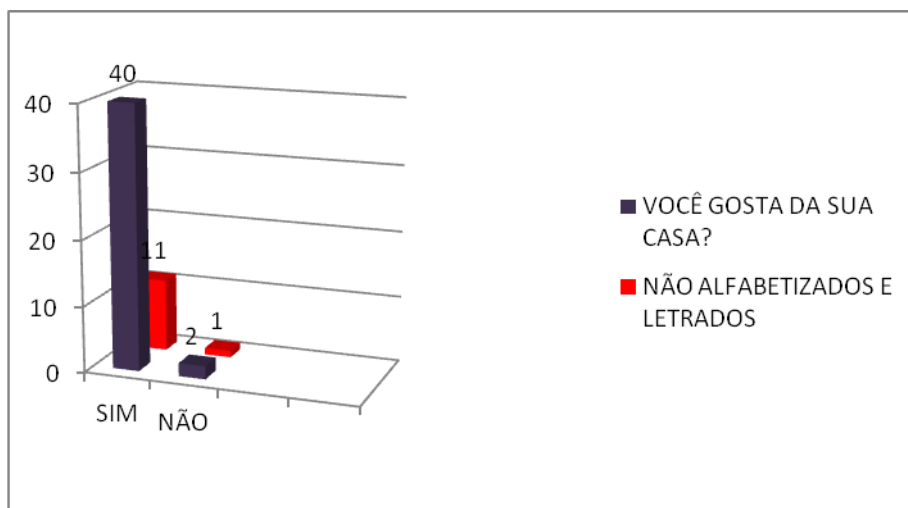 40
40
30
20
10
0
11
2
1
SIM
NÃO
VOCÊ GOSTA DA SUA
CASA?
NÃO ALFABETIZADOS E
LETRADOS